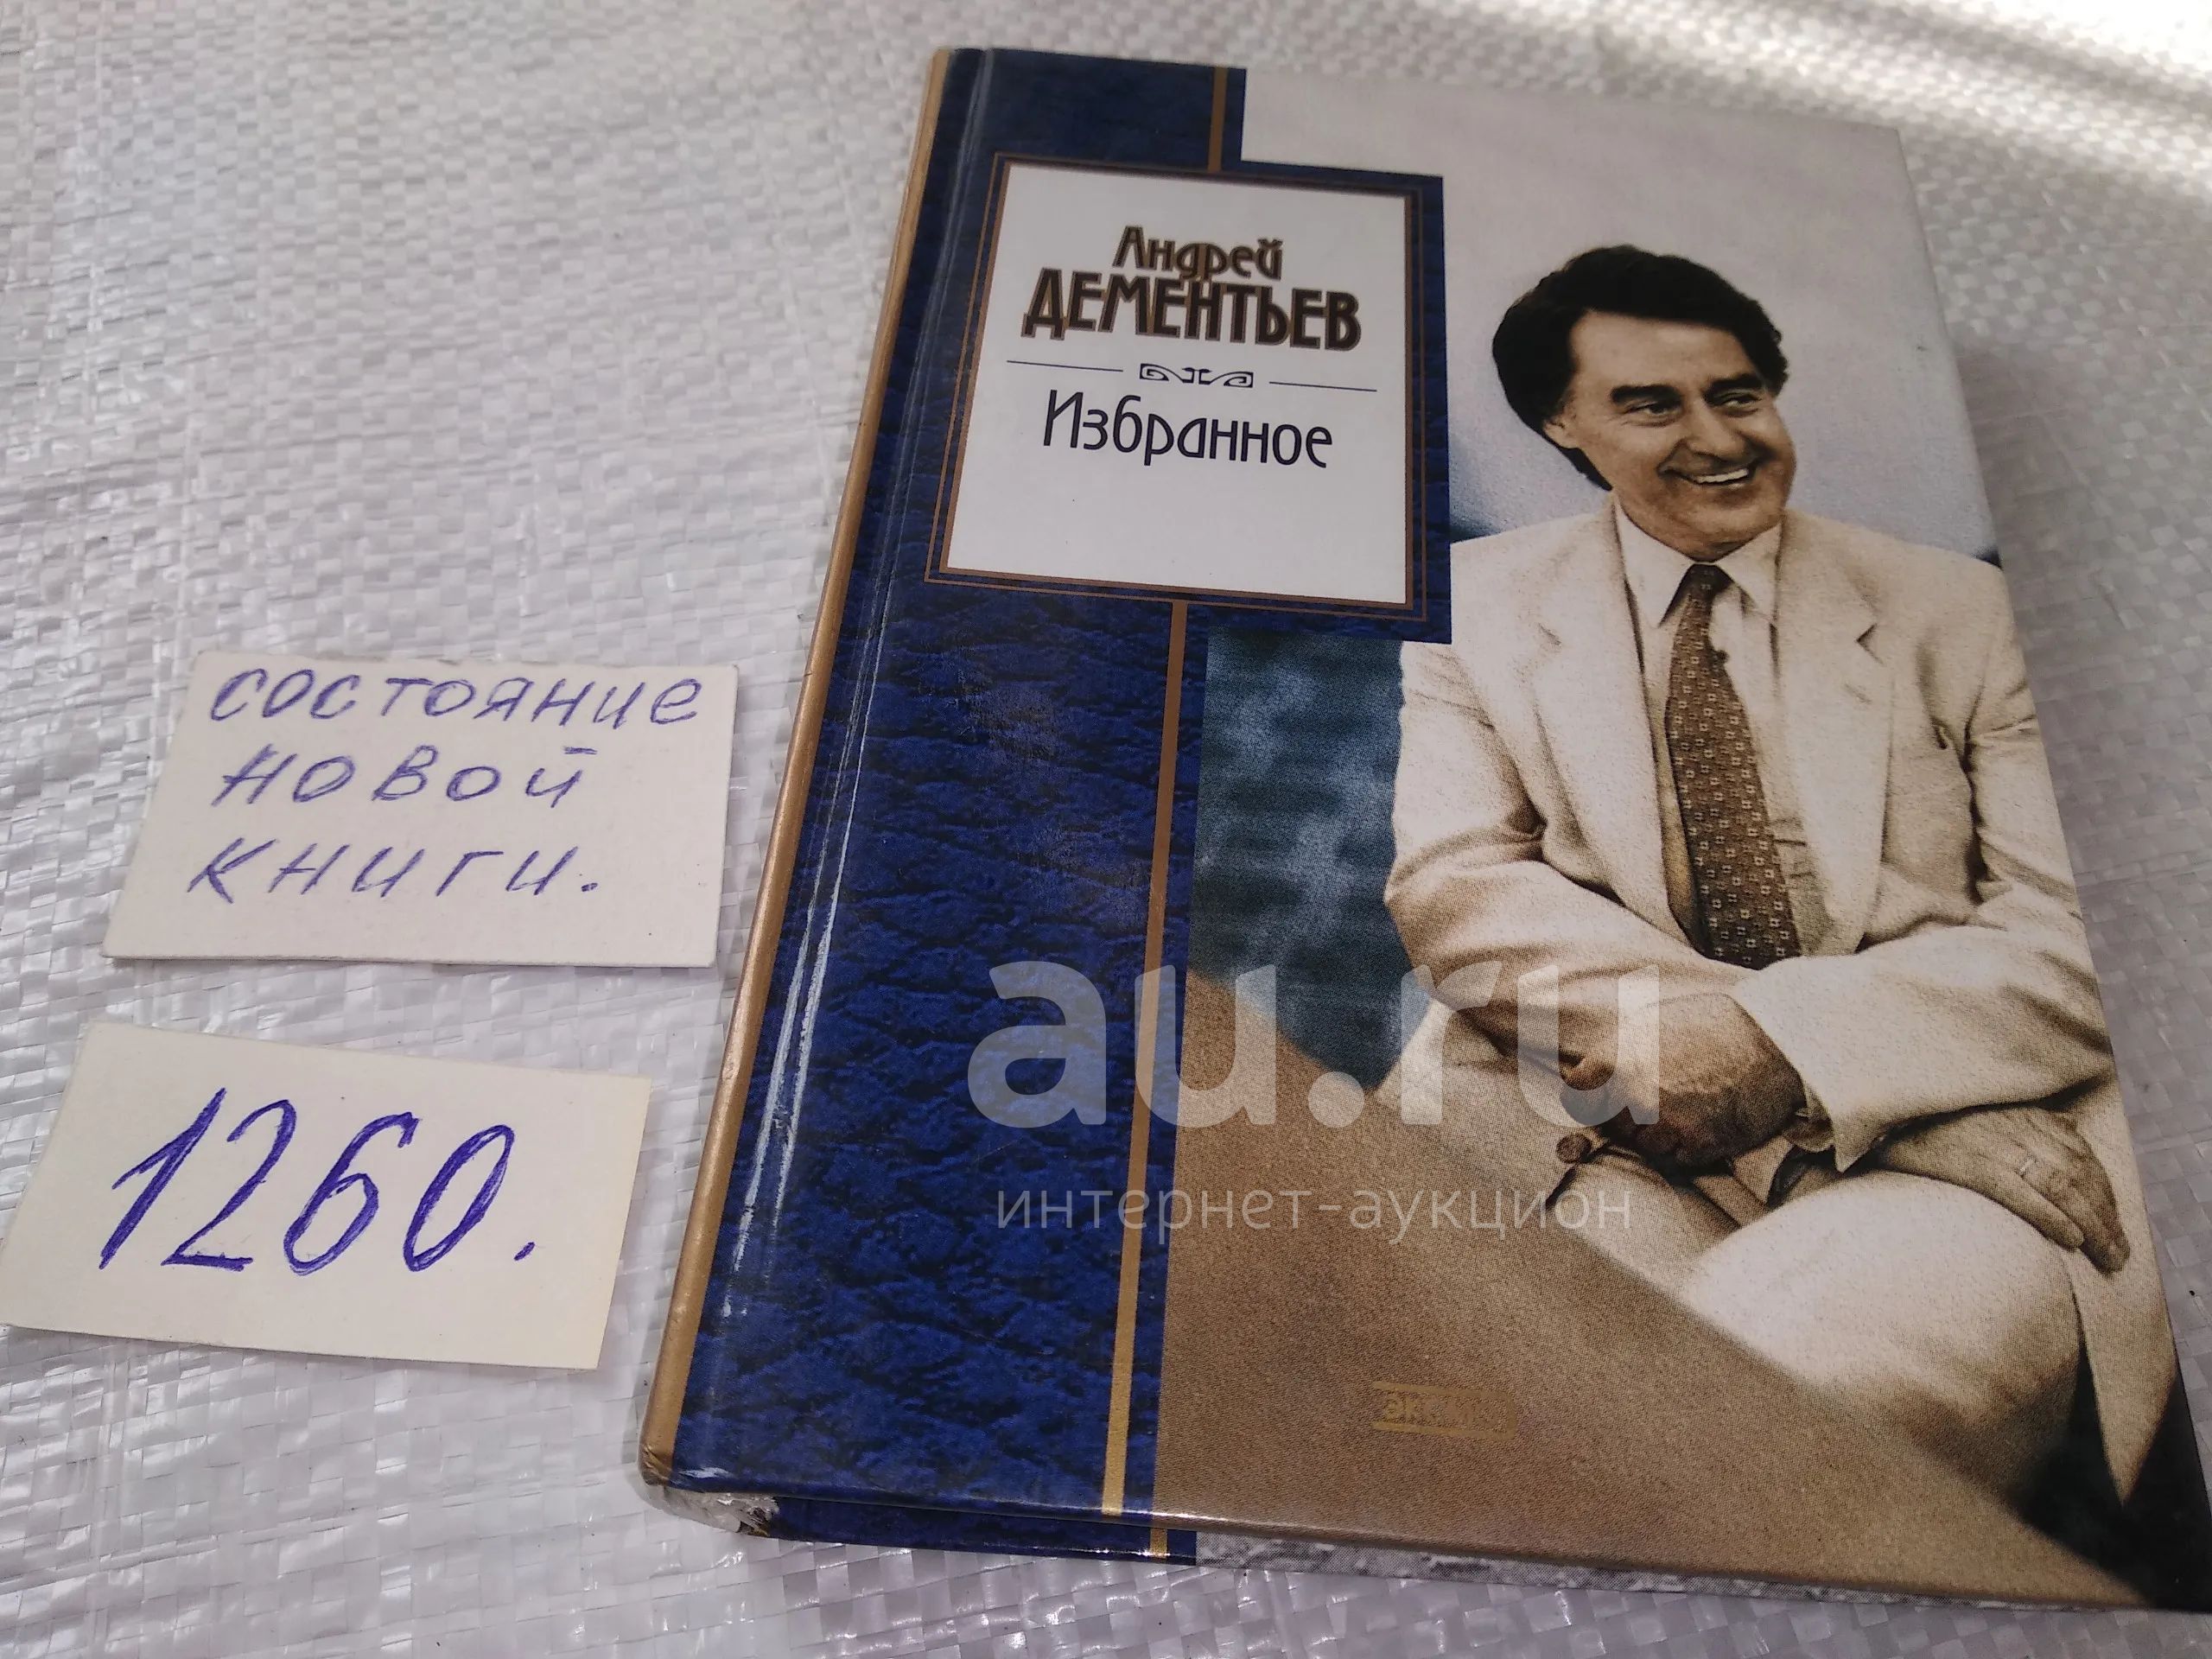 Андрей
ДЕМЕНТЬЕВ
Избранное
состояние
новой
книги.
1260.
au.ru
интернет-аукцион